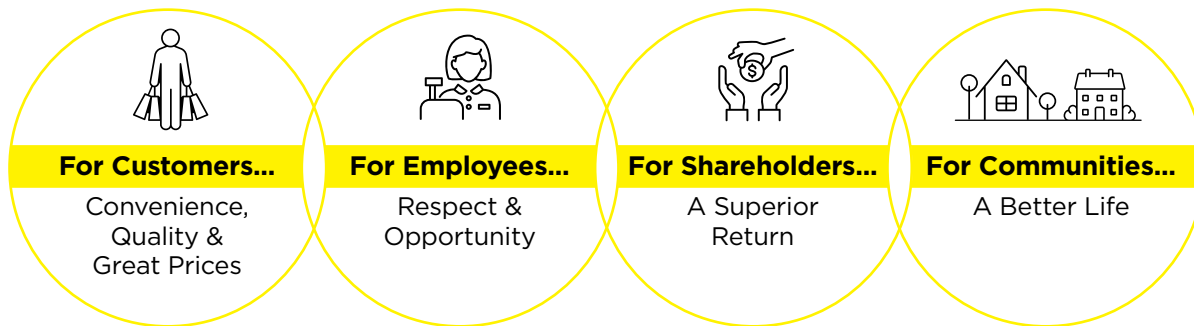 $
For Customers...
Convenience,
Quality &
Great Prices
For Employees...
Respect &
Opportunity
$
For Shareholders...
A Superior
Return
For Communities...
A Better Life